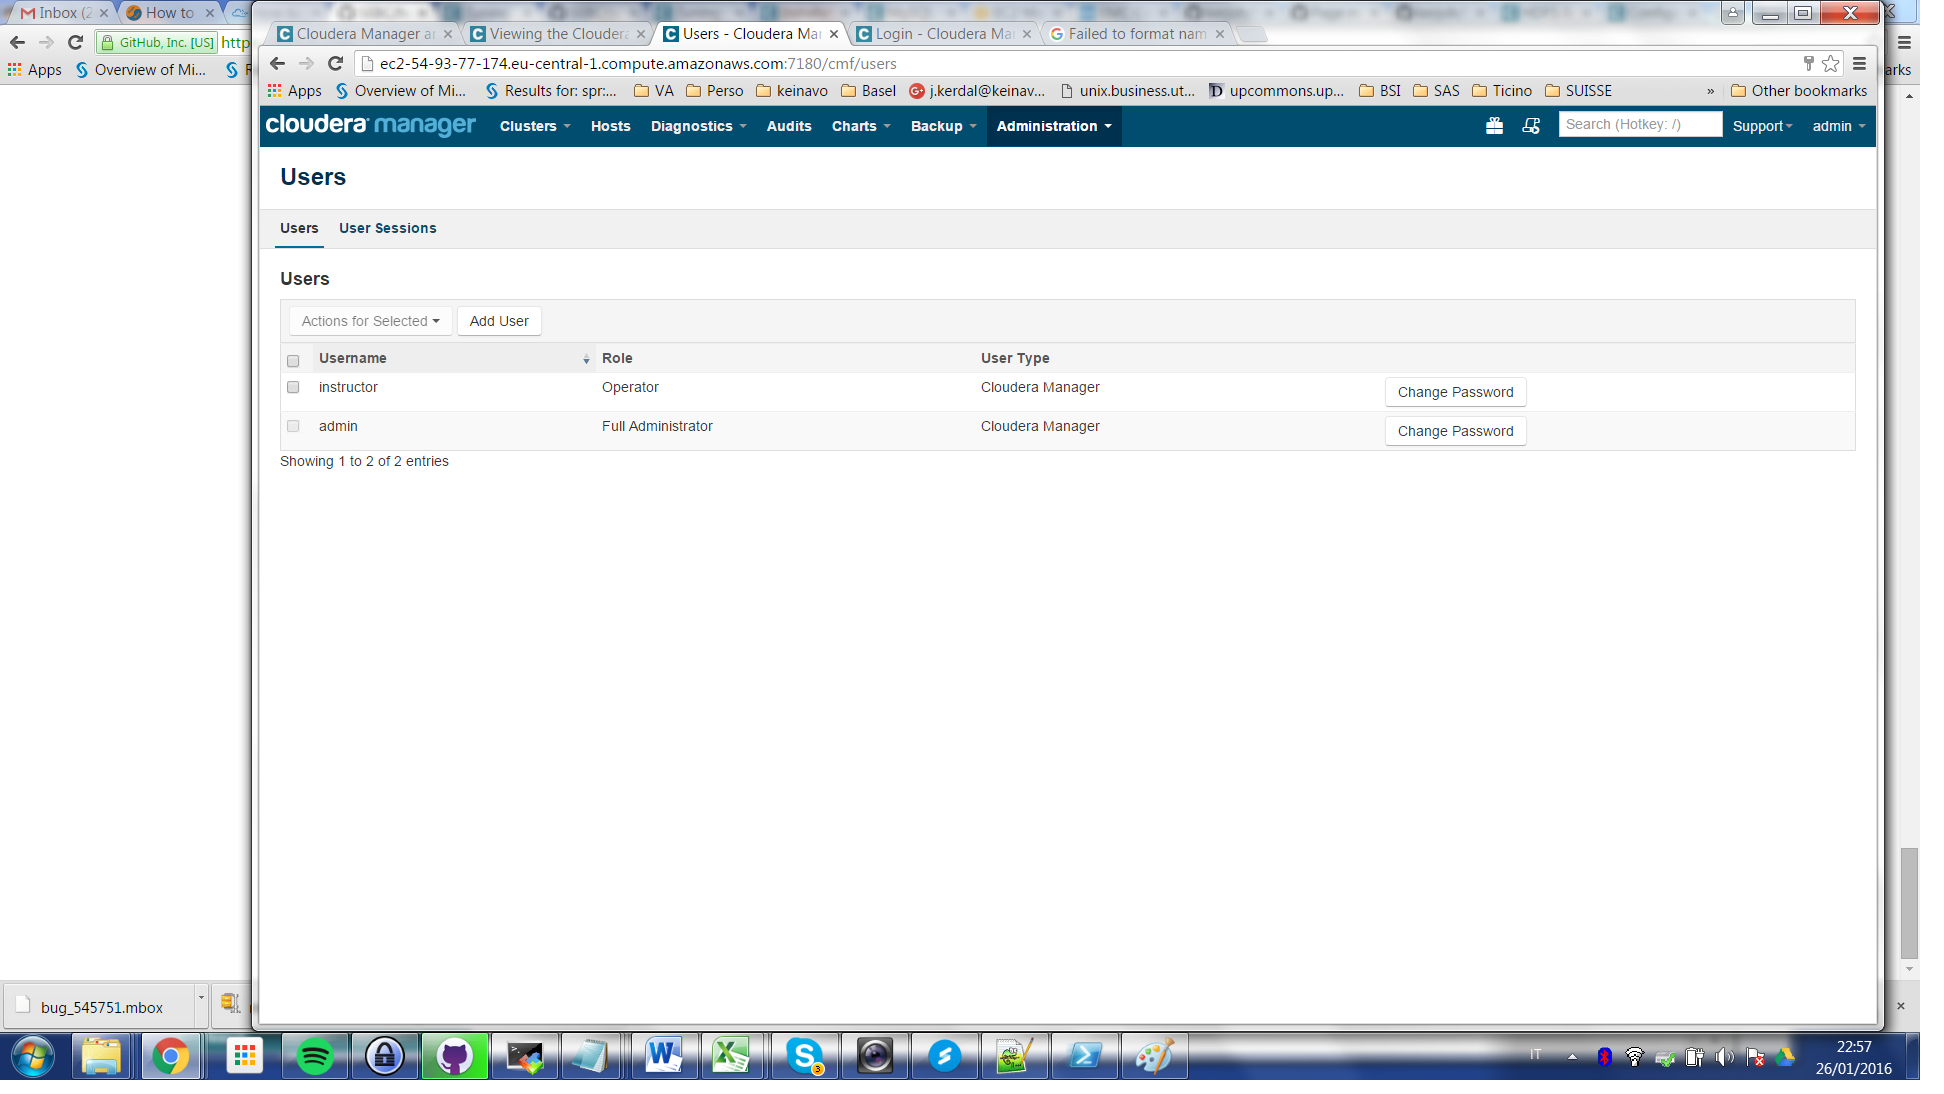 Inbox (2
How to
Cloudera Manager a
Viewing the Cloudera
Users - Cloudera Ma
Login - Cloudera Ma
Failed to format nam
GitHub, Inc. [US] http
ec2-54-93-77-174.eu-central-1.compute.amazonaws.com:7180/cmf/users
Apps Overview of Mi...
arks
Apps Overview of Mi... Results for: spr:... VA Perso keinavo Basel j.kerdal@keinav... unix.business.ut... upcommons.up... BSI SAS Ticino SUISSE » Other bookmarks
cloudera manager Clusters Hosts Diagnostics Audits Charts Backup Administration Search (Hotkey: /) Support admin
Users
Users User Sessions
Users
Actions for Selected Add User
Username Role User Type
instructor Operator Cloudera Manager Change Password
admin Full Administrator Cloudera Manager Change Password
Showing 1 to 2 of 2 entries
bug_545751.mbox
IT
22:57
26/01/2016